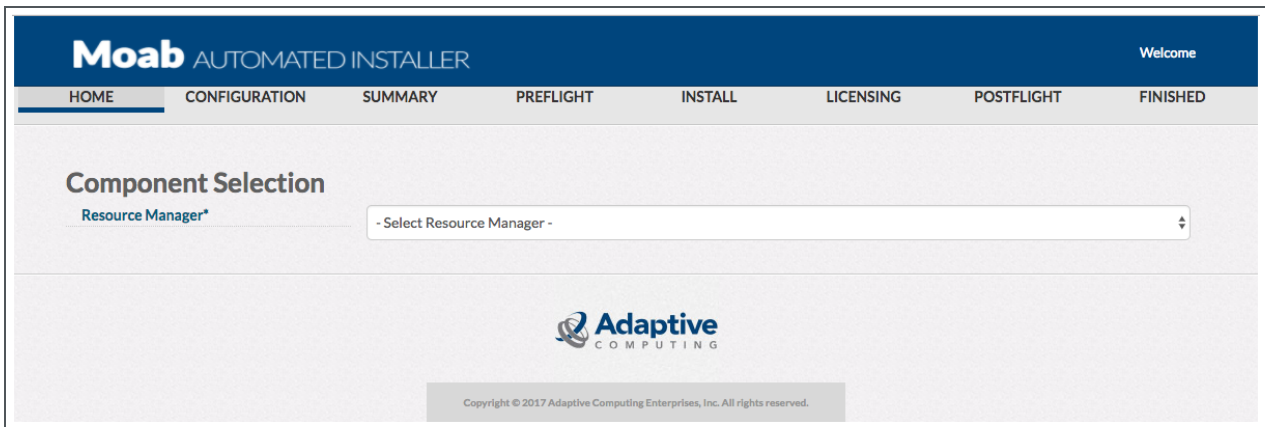 Moab AUTOMATED INSTALLER
Welcome
HOME CONFIGURATION SUMMARY PREFLIGHT INSTALL LICENSING POSTFLIGHT FINISHED
Component Selection
Resource Manager*
- Select Resource Manager -
Adaptive
COMPUTING
Copyright © 2017 Adaptive Computing Enterprises, Inc. All rights reserved.